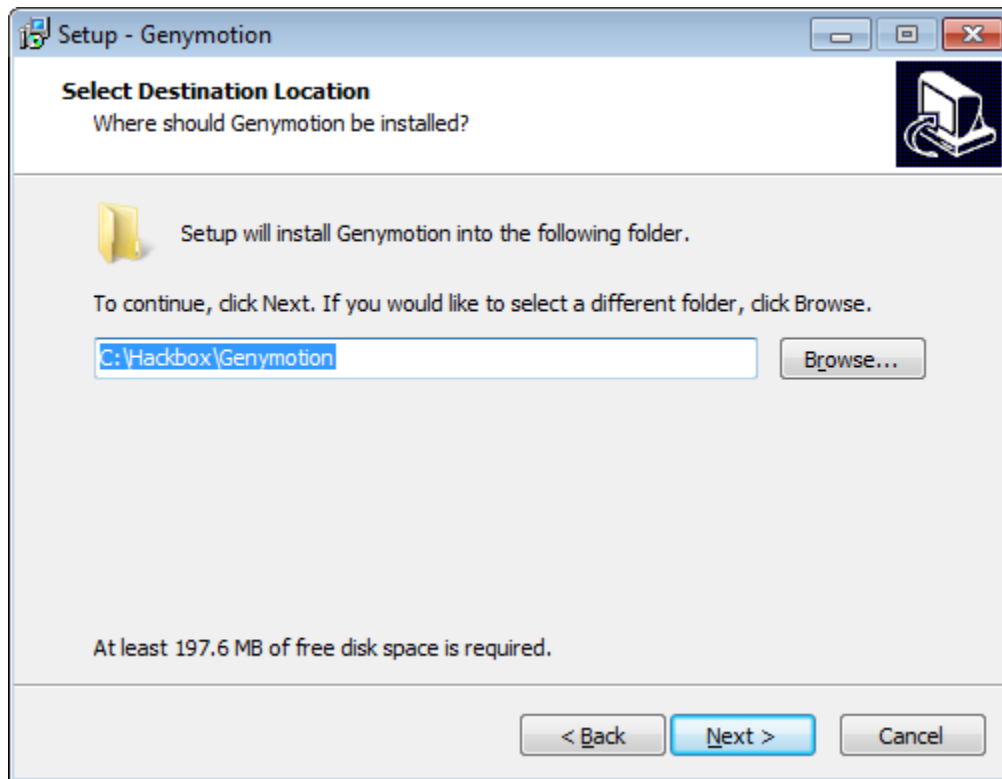 Setup - Genymotion
Select Destination Location
Where should Genymotion be installed?
Setup will install Genymotion into the following folder.
To continue, click Next. If you would like to select a different folder, click Browse.
C:\Hackbox\Genymotion
Browse...
At least 197.6 MB of free disk space is required.
< Back Next > Cancel